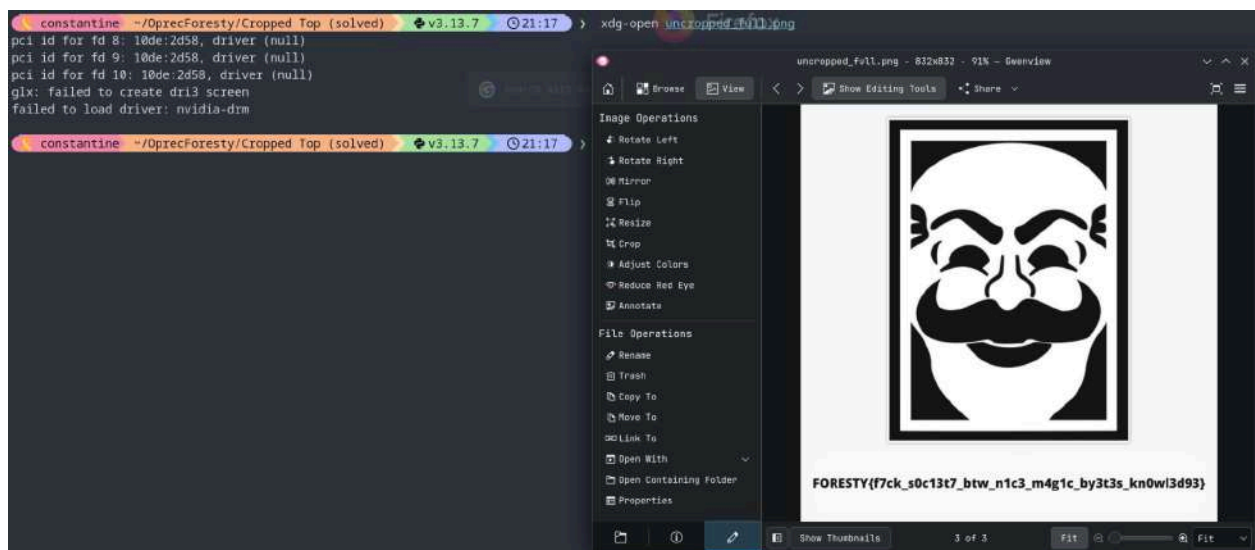 constantine ~/OprecForesty/Cropped Top (solved) v3.13.7 21:17 xdg-open uncropped_full.png
pci id for fd 8: 10de:2d58, driver (null)
pci id for fd 9: 10de:2d58, driver (null)
pci id for fd 10: 10de:2d58, driver (null)
glx: failed to create dri3 screen
failed to load driver: nvidia-drm
constantine ~/OprecForesty/Cropped Top (solved) v3.13.7 21:17
uncropped_full.png - 832x832 - 91% — Gwenview
Browse View Show Editing Tools Share
Image Operations
Rotate Left
Rotate Right
Mirror
Flip
Resize
Crop
Adjust Colors
Reduce Red Eye
Annotate
File Operations
Rename
Trash
Copy To
Move To
Link To
Open With
Open Containing Folder
Properties
FORESTY{f7ck_s0c13t7_btw_n1c3_m4g1c_by3t3s_kn0wl3d93}
Show Thumbnails 3 of 3 Fit Fit